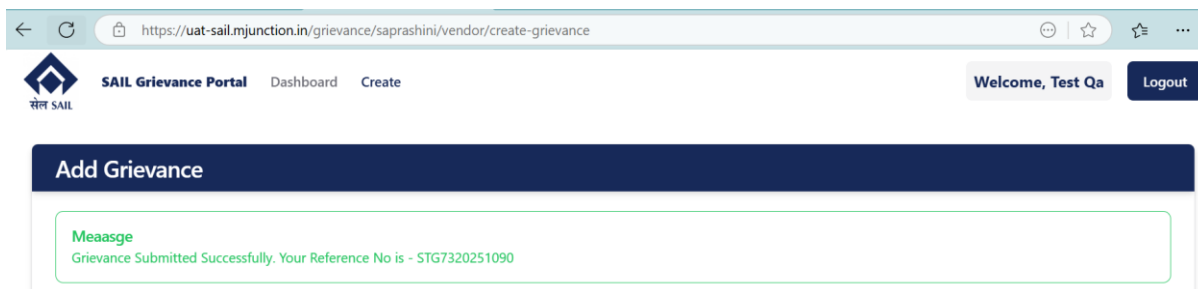 https://uat-sail.mjunction.in/grievance/saprashini/vendor/create-grievance
सेल SAIL
SAIL Grievance Portal Dashboard Create Welcome, Test Qa Logout
Add Grievance
Meaasge
Grievance Submitted Successfully. Your Reference No is - STG7320251090